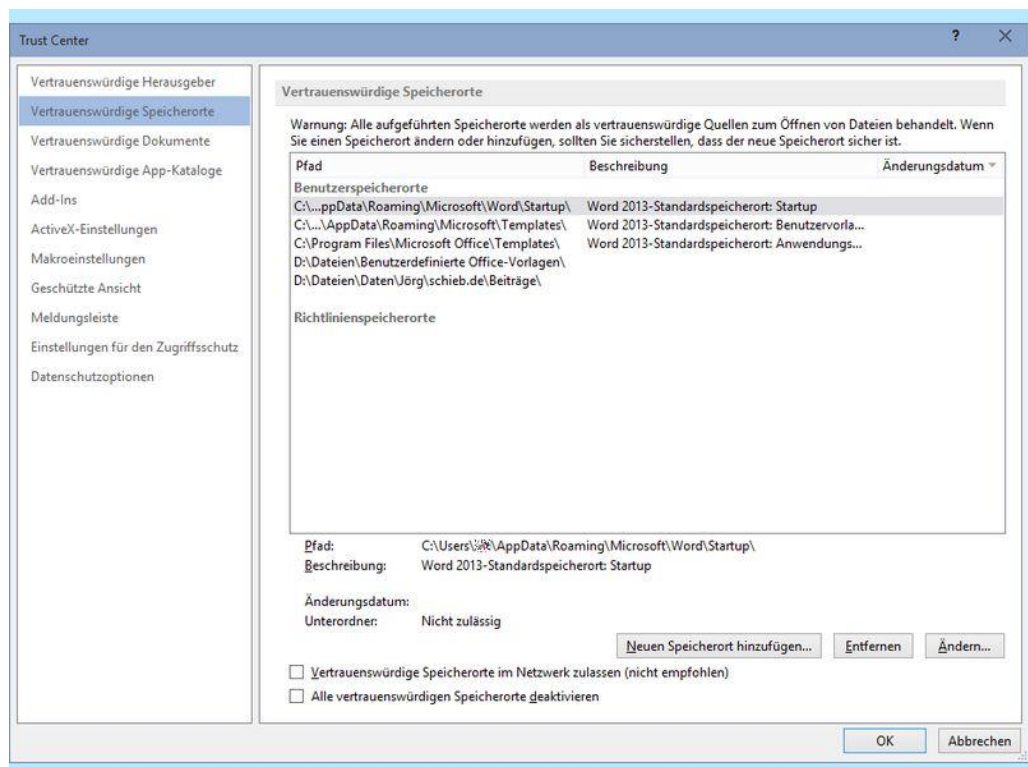 Trust Center
?
Vertrauenswürdige Herausgeber
Vertrauenswürdige Speicherorte
Vertrauenswürdige Dokumente
Vertrauenswürdige App-Kataloge
Add-Ins
ActiveX-Einstellungen
Makroeinstellungen
Geschützte Ansicht
Meldungsleiste
Einstellungen für den Zugriffsschutz
Datenschutzoptionen
Vertrauenswürdige Speicherorte
Warnung: Alle aufgeführten Speicherorte werden als vertrauenswürdige Quellen zum Öffnen von Dateien behandelt. Wenn
Sie einen Speicherort ändern oder hinzufügen, sollten Sie sicherstellen, dass der neue Speicherort sicher ist.
Pfad Beschreibung Änderungsdatum
Benutzerspeicherorte
C:\...ppData\Roaming\Microsoft\Word\Startup\ Word 2013-Standardspeicherort: Startup
C:\...\AppData\Roaming\Microsoft\Templates\ Word 2013-Standardspeicherort: Benutzervorla...
C:\Program Files\Microsoft Office\Templates\ Word 2013-Standardspeicherort: Anwendungs...
D:\Dateien\Benutzerdefinierte Office-Vorlagen\
D:\Dateien\Daten\Jörg\schieb.de\Beiträge\
Richtlinienspeicherorte
Pfad: C:\Users\ \AppData\Roaming\Microsoft\Word\Startup\
Beschreibung: Word 2013-Standardspeicherort: Startup
Änderungsdatum:
Unterordner: Nicht zulässig
Neuen Speicherort hinzufügen... Entfernen Ändern...
Vertrauenswürdige Speicherorte im Netzwerk zulassen (nicht empfohlen)
Alle vertrauenswürdigen Speicherorte deaktivieren
OK Abbrechen